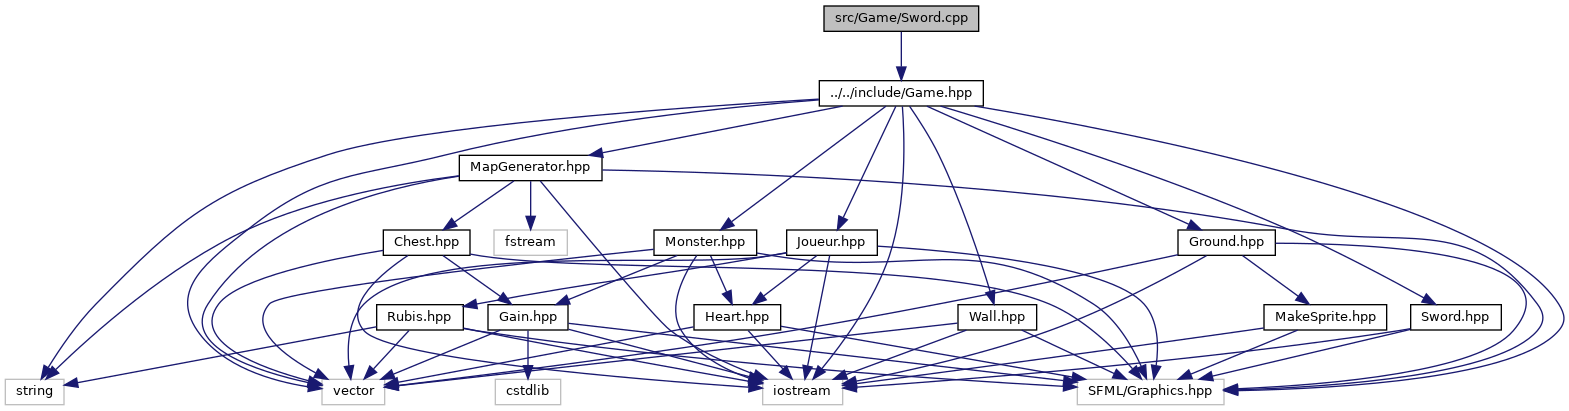 src/Game/Sword.cpp
../../include/Game.hpp
MapGenerator.hpp
Chest.hpp
fstream
Monster.hpp
Joueur.hpp
Ground.hpp
Rubis.hpp
Gain.hpp
Heart.hpp
Wall.hpp
MakeSprite.hpp
Sword.hpp
string
vector
cstdlib
iostream
SFML/Graphics.hpp